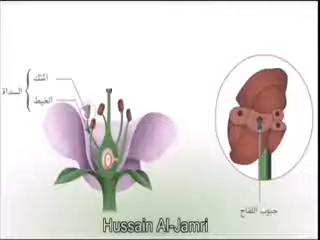 المتك
السداة
الخيط
حبوب اللقاح
Hussain Al-Jamri